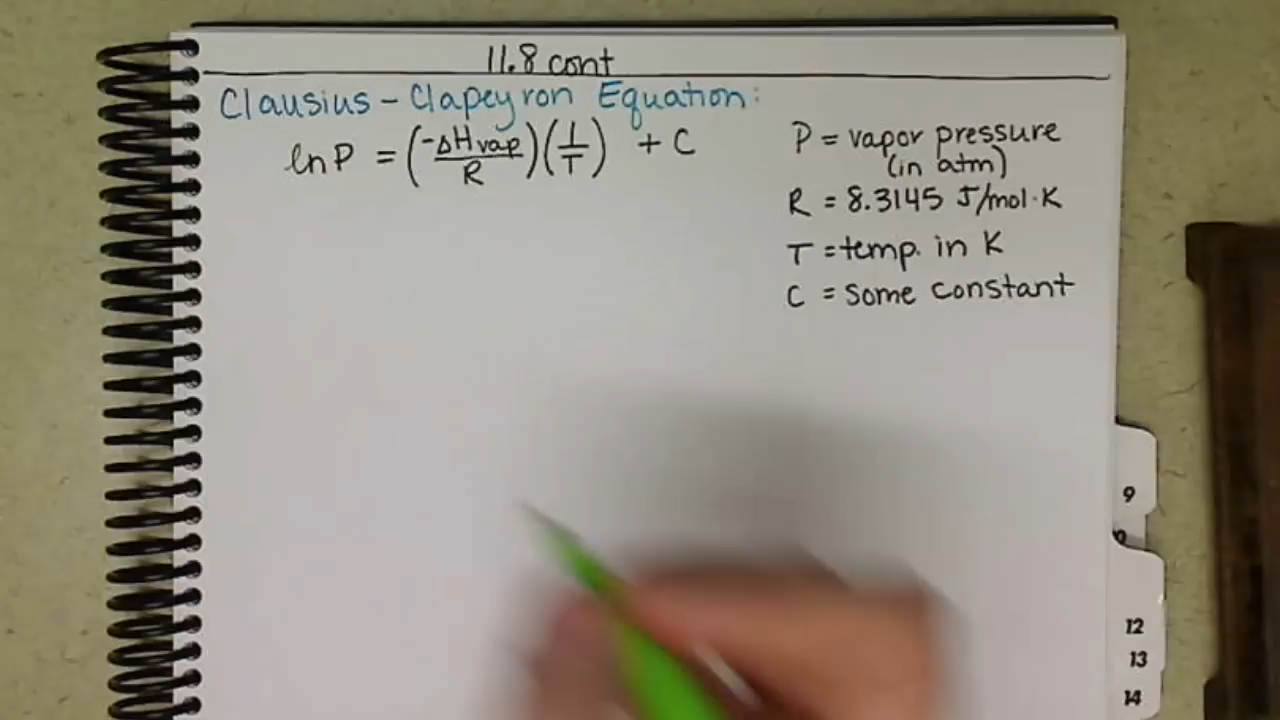 11.8 cont
Clausius - Clapeyron Equation:
ln P = (-ΔHvap/R)(1/T) + C
P = vapor pressure
(in atm)
R = 8.3145 J/mol·K
T = temp. in K
C = some constant
9
12
13
14